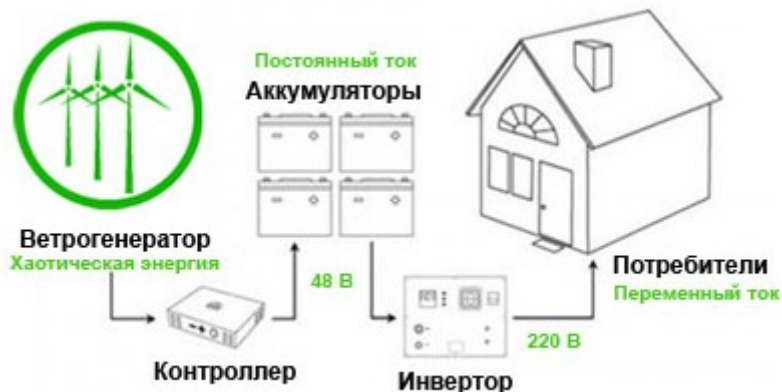 Постоянный ток
Аккумуляторы
Ветрогенератор
Хаотическая энергия
48 В
Потребители
Переменный ток
220 В
Контроллер
Инвертор